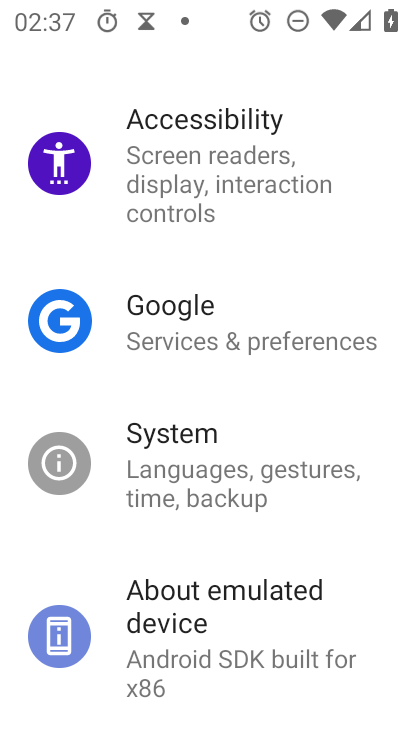 02:37
Accessibility
Screen readers,
display, interaction
controls
Google
Services & preferences
System
Languages, gestures,
time, backup
About emulated
device
Android SDK built for
x86